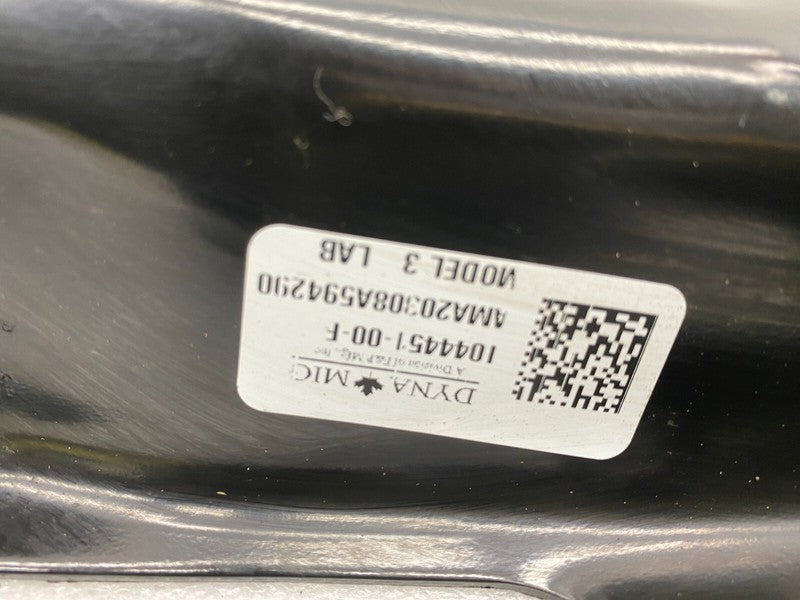 DYNA MIC
A Division of F&P Mfg., Inc
1044451-00-F
AMA20308A594290
MODEL 3 LAB